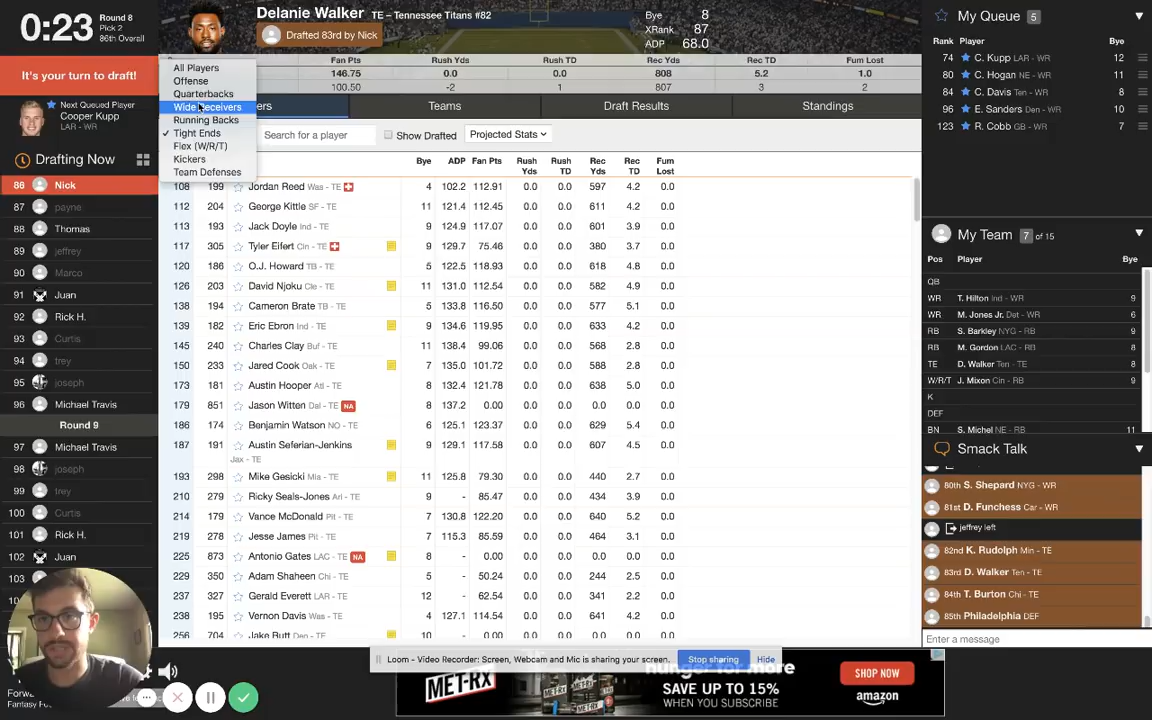 0:23
Round 8
Pick 2
86th Overall
It's your turn to draft!
Next Queued Player
Cooper Kupp
LAR - WR
Drafting Now
86 Nick
87 payne
88 Thomas
89 jeffrey
90 Marco
91 Juan
92 Rick H.
93 Curtis
94 trey
95 joseph
96 Michael Travis
Round 9
97 Michael Travis
98 joseph
99 trey
100 Curtis
101 Rick H.
102 Juan
103
Delanie Walker TE – Tennessee Titans #82
Drafted 83rd by Nick
Bye 8
XRank 87
ADP 68.0
Fan Pts Rush Yds Rush TD Rec Yds Rec TD Fum Lost
146.75 0.0 0.0 808 5.2 1.0
100.50 -2 1 807 3 2
All Players
Offense
Quarterbacks
Wide Receivers
Running Backs
✓ Tight Ends
Flex (W/R/T)
Kickers
Team Defenses
ers Teams Draft Results Standings
Search for a player Show Drafted Projected Stats
Bye ADP Fan Pts Rush Yds Rush TD Rec Yds Rec TD Fum Lost
108 199 Jordan Reed Was - TE 4 102.2 112.91 0.0 0.0 597 4.2 0.0
112 204 George Kittle SF - TE 11 121.4 112.45 0.0 0.0 611 4.2 0.0
113 193 Jack Doyle Ind - TE 9 124.9 117.07 0.0 0.0 601 3.9 0.0
117 305 Tyler Eifert Cin - TE 9 129.7 75.46 0.0 0.0 380 3.7 0.0
120 186 O.J. Howard TB - TE 5 122.5 118.93 0.0 0.0 618 4.8 0.0
126 203 David Njoku Cle - TE 11 131.0 112.54 0.0 0.0 582 4.9 0.0
138 194 Cameron Brate TB - TE 5 133.8 116.50 0.0 0.0 577 5.1 0.0
139 182 Eric Ebron Ind - TE 9 134.6 119.95 0.0 0.0 633 4.2 0.0
145 240 Charles Clay Buf - TE 11 138.4 99.06 0.0 0.0 568 2.8 0.0
150 233 Jared Cook Oak - TE 7 135.0 101.72 0.0 0.0 588 2.8 0.0
173 181 Austin Hooper Atl - TE 8 132.4 121.78 0.0 0.0 638 5.0 0.0
179 851 Jason Witten Dal - TE NA 8 137.2 0.00 0.0 0.0 0.0 0.0 0.0
186 174 Benjamin Watson NO - TE 6 125.1 123.37 0.0 0.0 629 5.4 0.0
187 191 Austin Seferian-Jenkins 9 129.1 117.58 0.0 0.0 607 4.5 0.0
Jax - TE
193 298 Mike Gesicki Mia - TE 11 125.8 79.30 0.0 0.0 440 2.7 0.0
210 279 Ricky Seals-Jones Ari - TE 9 - 85.47 0.0 0.0 434 3.9 0.0
214 179 Vance McDonald Pit - TE 7 130.8 122.20 0.0 0.0 640 5.2 0.0
219 278 Jesse James Pit - TE 7 115.3 85.59 0.0 0.0 464 3.1 0.0
225 873 Antonio Gates LAC - TE NA 8 - 0.00 0.0 0.0 0.0 0.0 0.0
229 350 Adam Shaheen Chi - TE 5 - 50.24 0.0 0.0 244 2.5 0.0
237 327 Gerald Everett LAR - TE 12 - 62.54 0.0 0.0 341 2.2 0.0
238 195 Vernon Davis Was - TE 4 127.1 114.54 0.0 0.0 641 4.2 0.0
256 704 Jake Butt Den - TE 10 - 0.00 0.0 0.0 0.0 0.0 0.0
My Queue 5
Rank Player Bye
74 C. Kupp LAR - WR 12
80 C. Hogan NE - WR 11
84 C. Davis Ten - WR 8
96 E. Sanders Den - WR 10
123 R. Cobb GB - WR 7
My Team 7 of 15
Pos Player Bye
QB
WR T. Hilton Ind - WR 9
WR M. Jones Jr. Det - WR 6
RB S. Barkley NYG - RB 9
RB M. Gordon LAC - RB 8
TE D. Walker Ten - TE 8
W/R/T J. Mixon Cin - RB 9
K
DEF
BN S. Michel NE - RB 11
Smack Talk
80th S. Shepard NYG - WR
81st D. Funchess Car - WR
jeffrey left
82nd K. Rudolph Min - TE
83rd D. Walker Ten - TE
84th T. Burton Chi - TE
85th Philadelphia DEF
Enter a message
Loom – Video Recorder: Screen, Webcam and Mic is sharing your screen. Stop sharing Hide
MET-RX
hunger for more
SAVE UP TO 15%
WHEN YOU SUBSCRIBE
SHOP NOW
amazon
Forw
Fantasy Foo